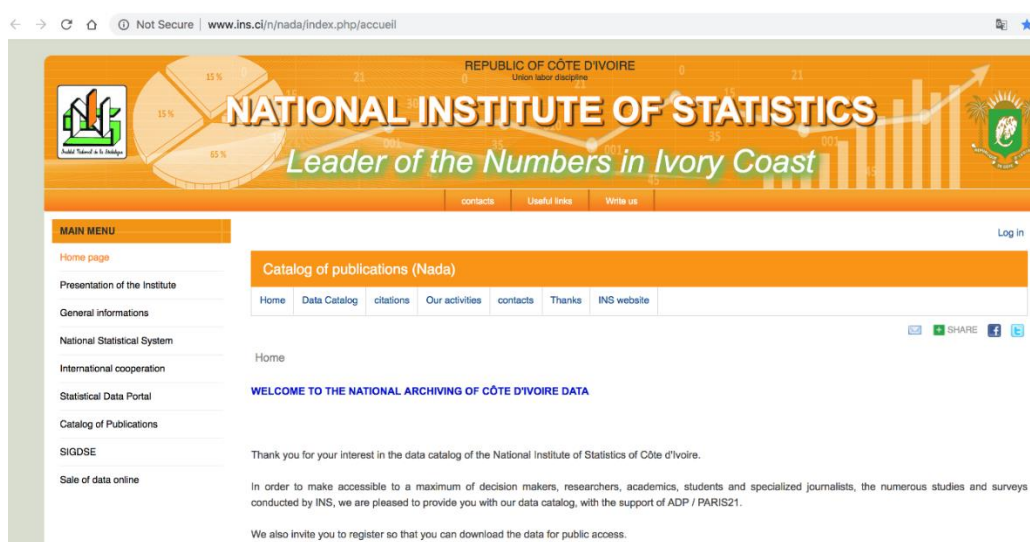 Not Secure | www.ins.ci/n/nada/index.php/accueil
REPUBLIC OF CÔTE D'IVOIRE
Union labor discipline
NATIONAL INSTITUTE OF STATISTICS
Leader of the Numbers in Ivory Coast
15 %
15 %
65 %
contacts Useful links Write us
MAIN MENU
Home page
Presentation of the Institute
General informations
National Statistical System
International cooperation
Statistical Data Portal
Catalog of Publications
SIGDSE
Sale of data online
Log in
Catalog of publications (Nada)
Home Data Catalog citations Our activities contacts Thanks INS website
SHARE
Home
WELCOME TO THE NATIONAL ARCHIVING OF CÔTE D'IVOIRE DATA
Thank you for your interest in the data catalog of the National Institute of Statistics of Côte d'Ivoire.
In order to make accessible to a maximum of decision makers, researchers, academics, students and specialized journalists, the numerous studies and surveys
conducted by INS, we are pleased to provide you with our data catalog, with the support of ADP / PARIS21.
We also invite you to register so that you can download the data for public access.